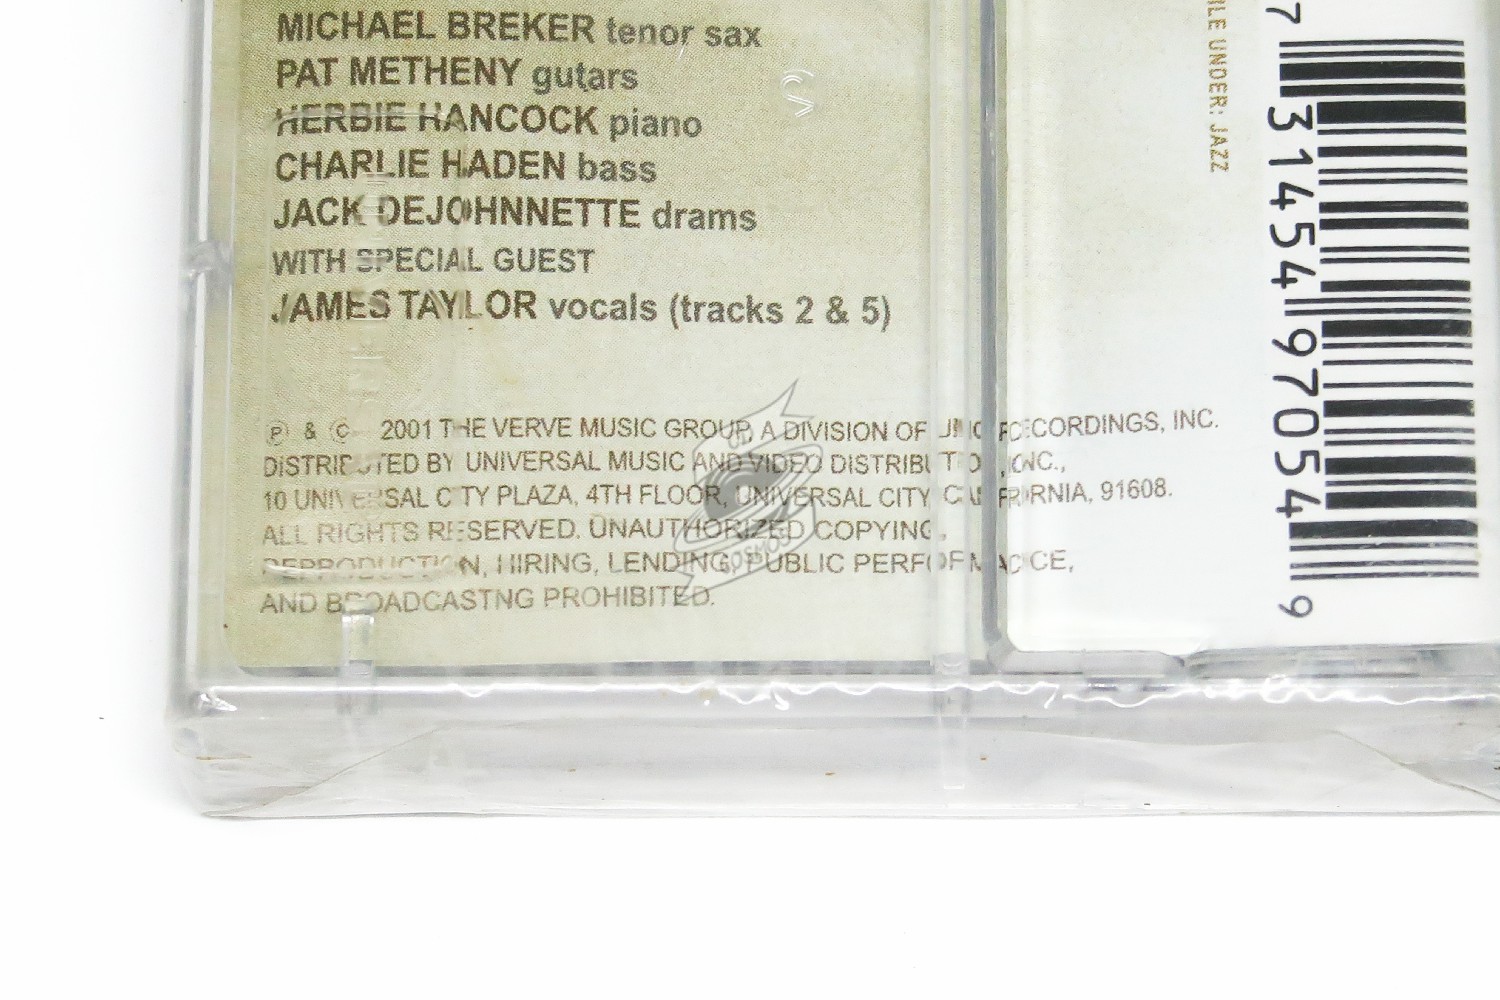 MICHAEL BREKER tenor sax
PAT METHENY gutars
HERBIE HANCOCK piano
CHARLIE HADEN bass
JACK DEJOHNNETTE drams
WITH SPECIAL GUEST
JAMES TAYLOR vocals (tracks 2 & 5)
Ⓟ & Ⓒ 2001 THE VERVE MUSIC GROUP, A DIVISION OF RECORDINGS, INC.
DISTRIBUTED BY UNIVERSAL MUSIC AND VIDEO DISTRIBUTION, INC.,
10 UNIVERSAL CITY PLAZA, 4TH FLOOR, UNIVERSAL CITY, 91608.
ALL RIGHTS RESERVED. UNAUTHORIZED COPYING,
REPRODUCTION, HIRING, LENDING, PUBLIC
AND BROADCASTNG PROHIBITED.
UNDER: JAZZ
7 31454 97054 9
COSMOS